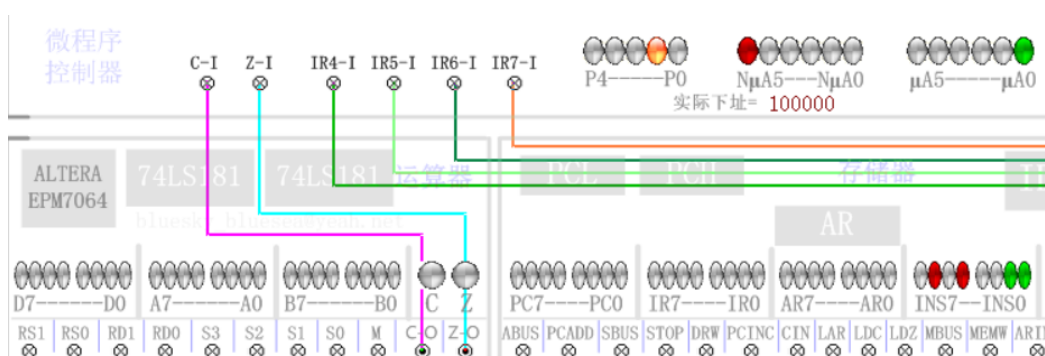 微程序
控制器
C-I Z-I IR4-I IR5-I IR6-I IR7-I
P4-----P0 NμA5---NμA0 μA5-----μA0
实际下址= 100000
ALTERA
EPM7064
74LS181 74LS181 运算器 PCL PCH 存储器
AR
D7------D0 A7------A0 B7------B0 C Z PC7----PC0 IR7----IR0 AR7----AR0 INS7--INS0
RS1 RS0 RD1 RD0 S3 S2 S1 S0 M C-O Z-O ABUS PCADD SBUS STOP DRW PCINC CIN LAR LDC LDZ MBUS MEMW